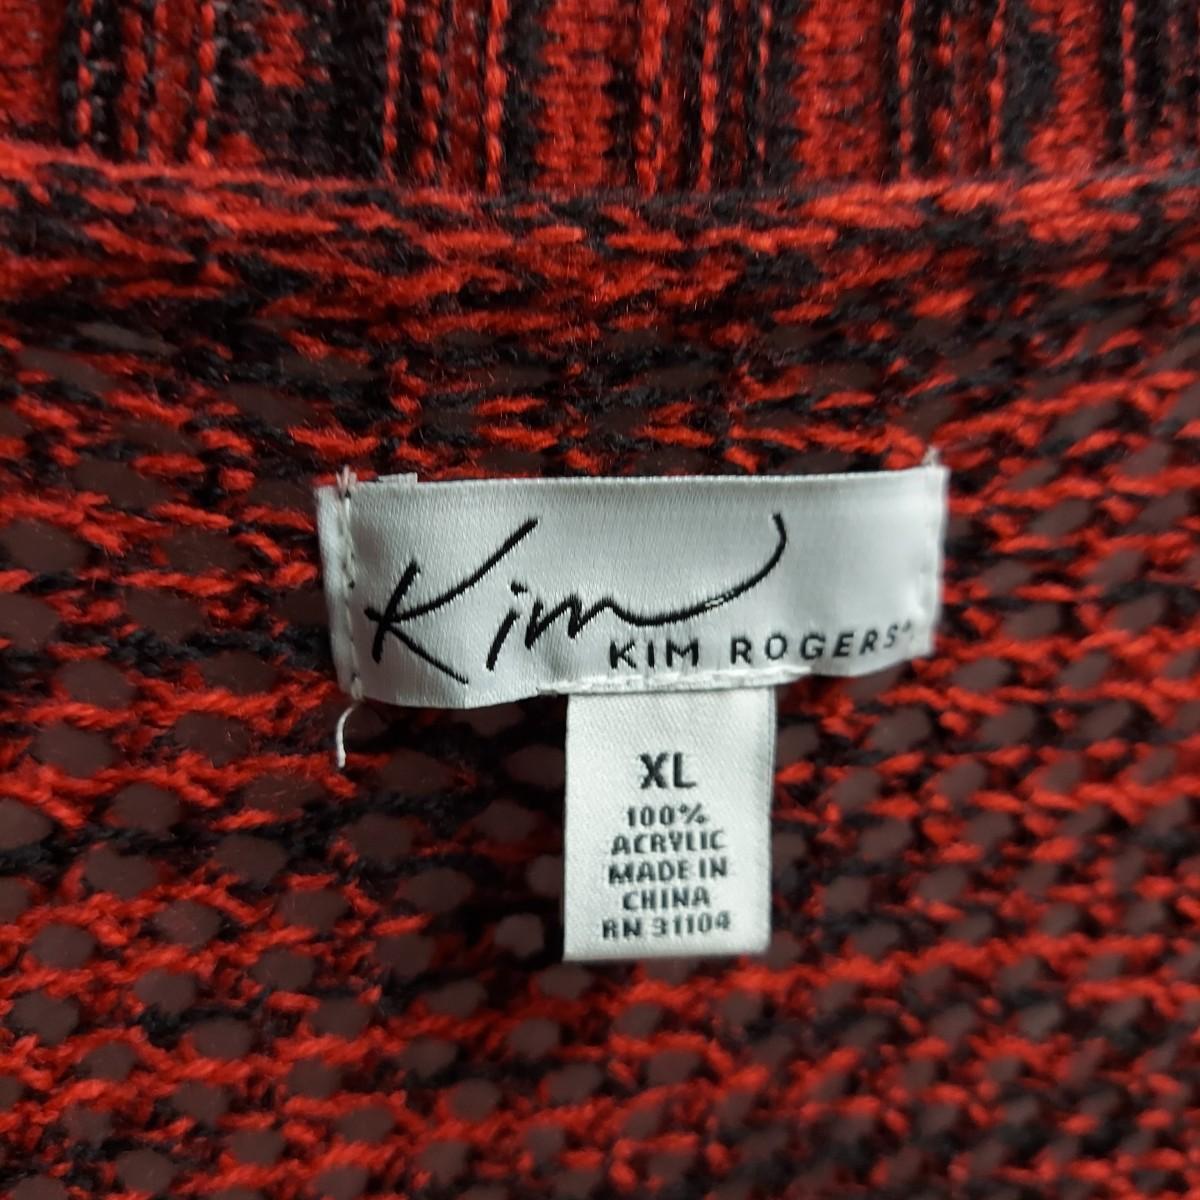 Kim
KIM ROGERS®
XL
100%
ACRYLIC
MADE IN
CHINA
RN 31104